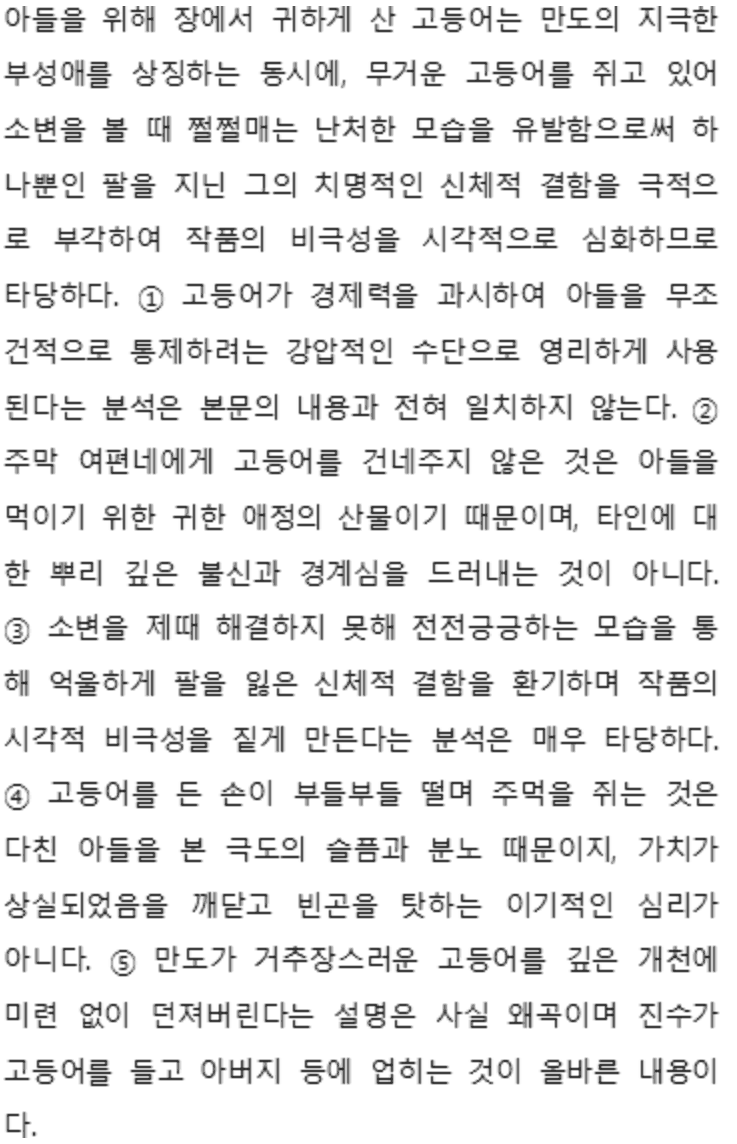 아들을 위해 장에서 귀하게 산 고등어는 만도의 지극한
부성애를 상징하는 동시에, 무거운 고등어를 쥐고 있어
소변을 볼 때 쩔쩔매는 난처한 모습을 유발함으로써 하
나뿐인 팔을 지닌 그의 치명적인 신체적 결함을 극적으
로 부각하여 작품의 비극성을 시각적으로 심화하므로
타당하다. ① 고등어가 경제력을 과시하여 아들을 무조
건적으로 통제하려는 강압적인 수단으로 영리하게 사용
된다는 분석은 본문의 내용과 전혀 일치하지 않는다. ②
주막 여편네에게 고등어를 건네주지 않은 것은 아들을
먹이기 위한 귀한 애정의 산물이기 때문이며, 타인에 대
한 뿌리 깊은 불신과 경계심을 드러내는 것이 아니다.
③ 소변을 제때 해결하지 못해 전전긍긍하는 모습을 통
해 억울하게 팔을 잃은 신체적 결함을 환기하며 작품의
시각적 비극성을 짙게 만든다는 분석은 매우 타당하다.
④ 고등어를 든 손이 부들부들 떨며 주먹을 쥐는 것은
다친 아들을 본 극도의 슬픔과 분노 때문이지, 가치가
상실되었음을 깨닫고 빈곤을 탓하는 이기적인 심리가
아니다. ⑤ 만도가 거추장스러운 고등어를 깊은 개천에
미련 없이 던져버린다는 설명은 사실 왜곡이며 진수가
고등어를 들고 아버지 등에 업히는 것이 올바른 내용이
다.